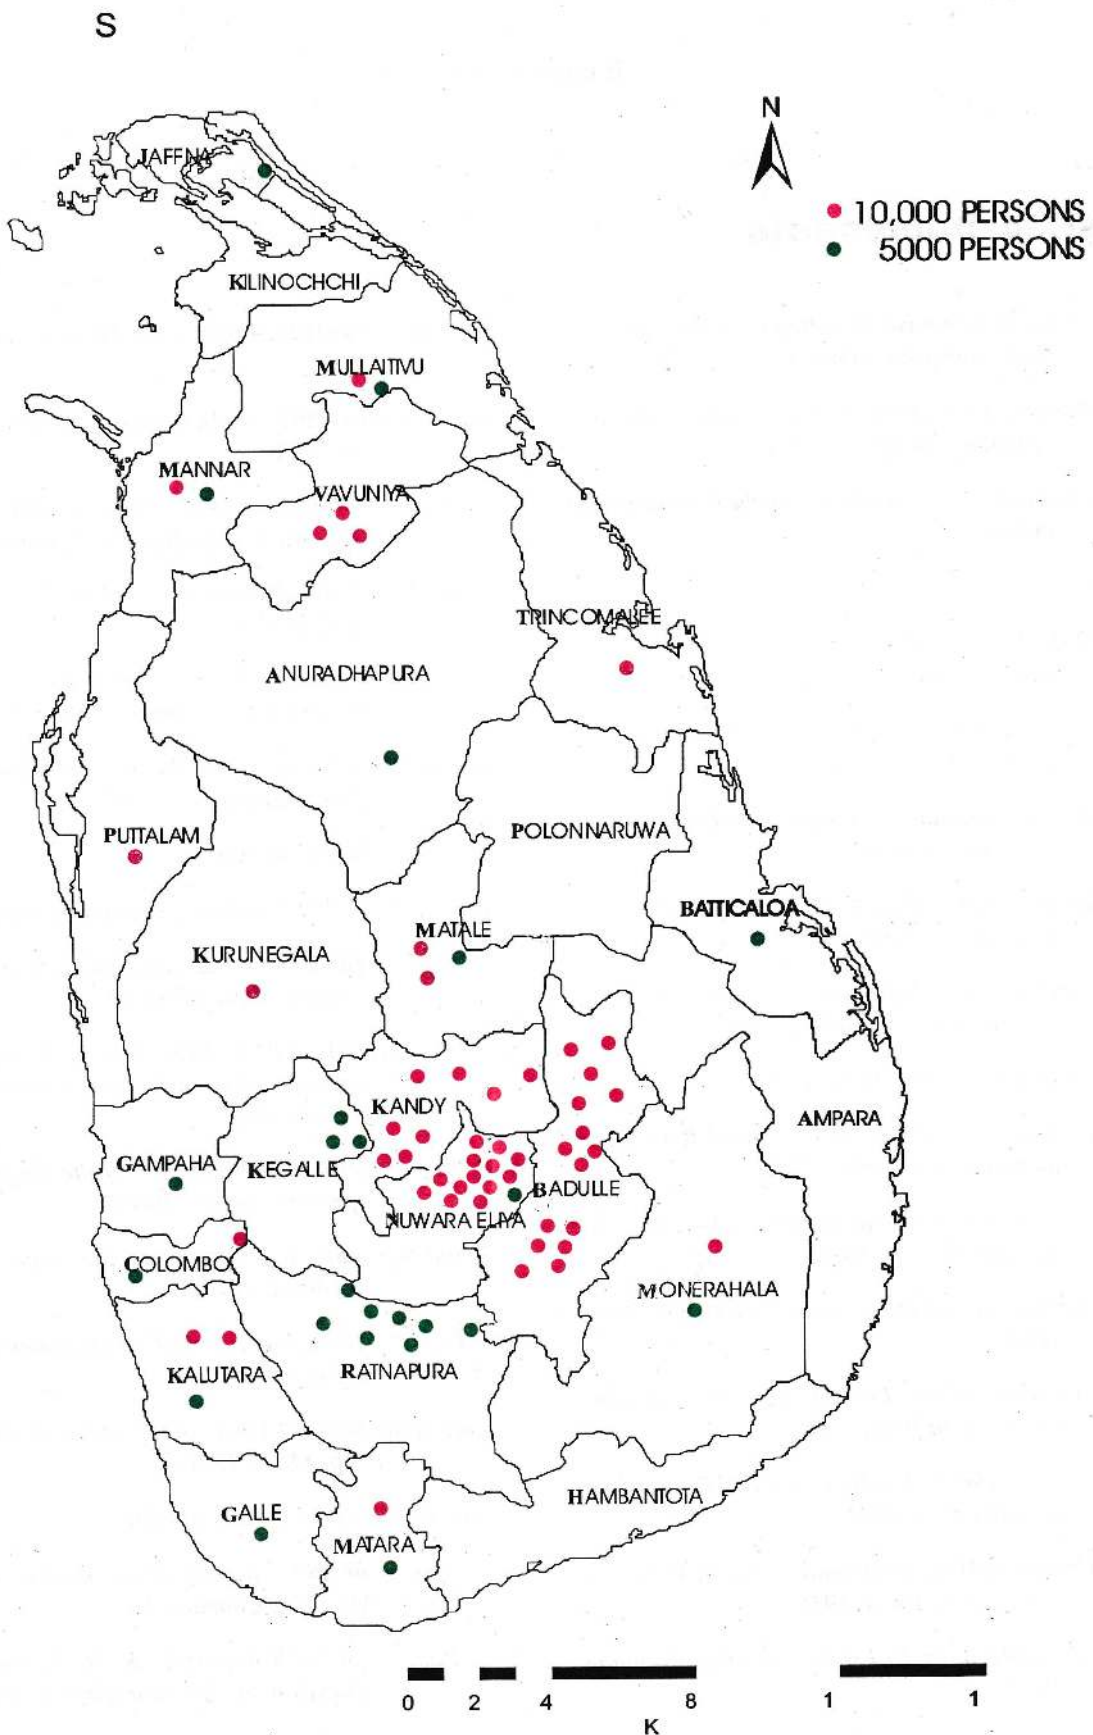 S
N
JAFFNA
10,000 PERSONS
5000 PERSONS
KILINOCHCHI
MULLAITIVU
MANNAR
VAVUNIYA
TRINCOMALEE
ANURADHAPURA
PUTTALAM
POLONNARUWA
BATTICALOA
MATALE
KURUNEGALA
KANDY
AMPARA
GAMPAHA
KEGALLE
BADULLE
NUWARA ELIYA
COLOMBO
MONERAHALA
KALUTARA
RATNAPURA
HAMBANTOTA
GALLE
MATARA
0 2 4 8 1 1
K